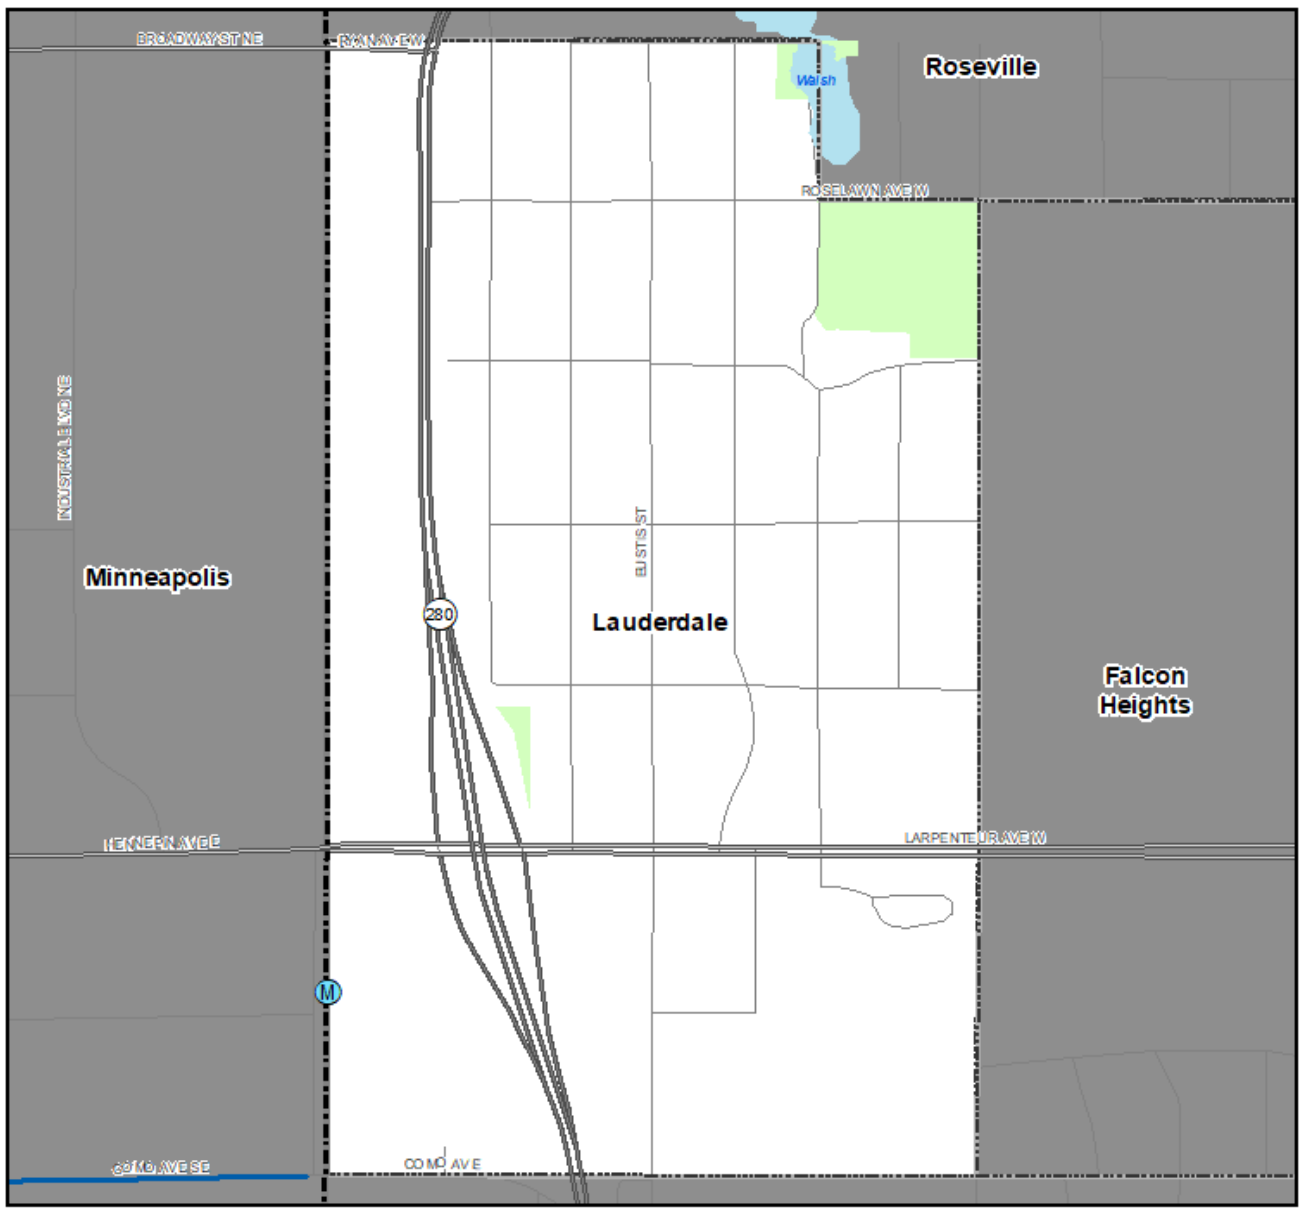 BROADWAY ST NE
RYAN AVE W
Roseville
Walsh
ROSELAWN AVE W
INDUSTRIAL BLVD NE
EUSTIS ST
Minneapolis
280
Lauderdale
Falcon
Heights
HENNEPIN AVE E
LARPENTEUR AVE W
M
COMO AVE SE
COMO AVE